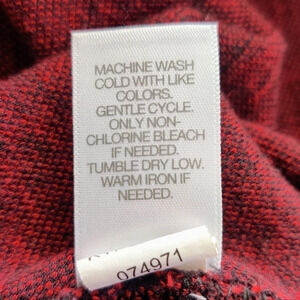 MACHINE WASH
COLD WITH LIKE
COLORS.
GENTLE CYCLE.
ONLY NON-
CHLORINE BLEACH
IF NEEDED.
TUMBLE DRY LOW.
WARM IRON IF
NEEDED.
074971